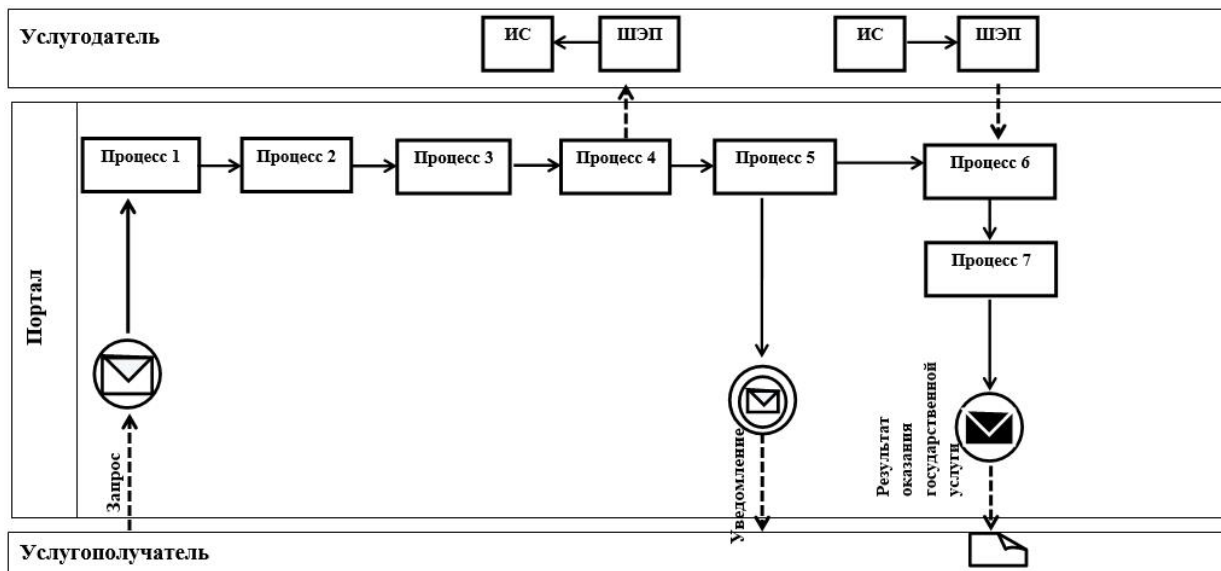 Услугодатель
ИС
ШЭП
ИС
ШЭП
Портал
Процесс 1
Процесс 2
Процесс 3
Процесс 4
Процесс 5
Процесс 6
Процесс 7
Запрос
Уведомление
Результат
оказания
государственной
услуги
Услугополучатель